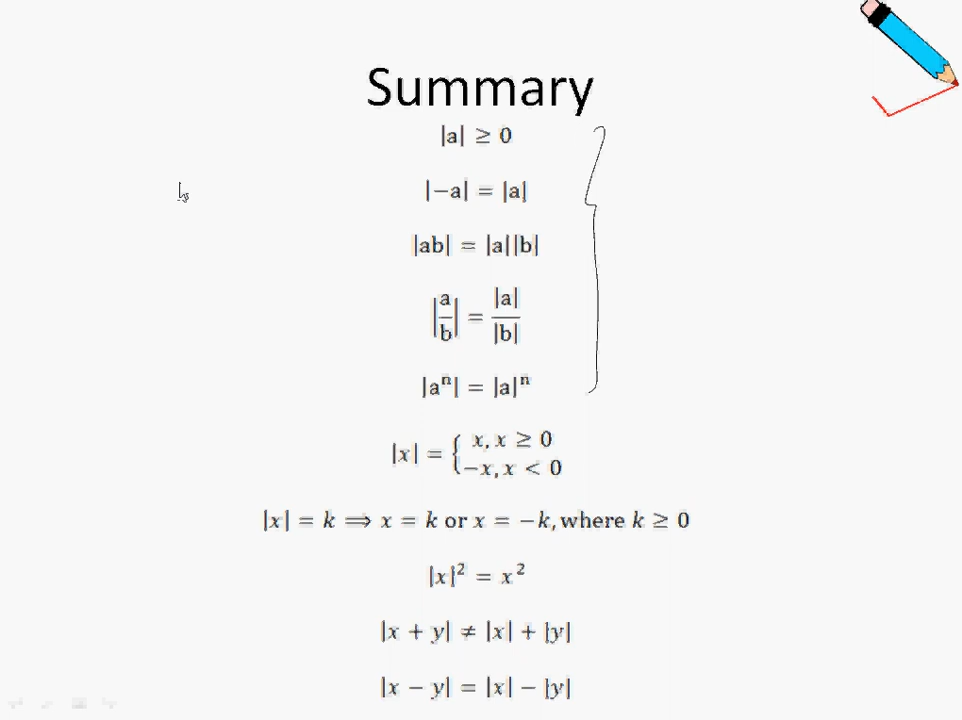 Summary
|a| ≥ 0
|−a| = |a|
|ab| = |a||b|
|a/b| = |a|/|b|
|aⁿ| = |a|ⁿ
|x| = { x, x ≥ 0
−x, x < 0
|x| = k ⟹ x = k or x = −k, where k ≥ 0
|x|² = x²
|x + y| ≠ |x| + |y|
|x − y| = |x| − |y|